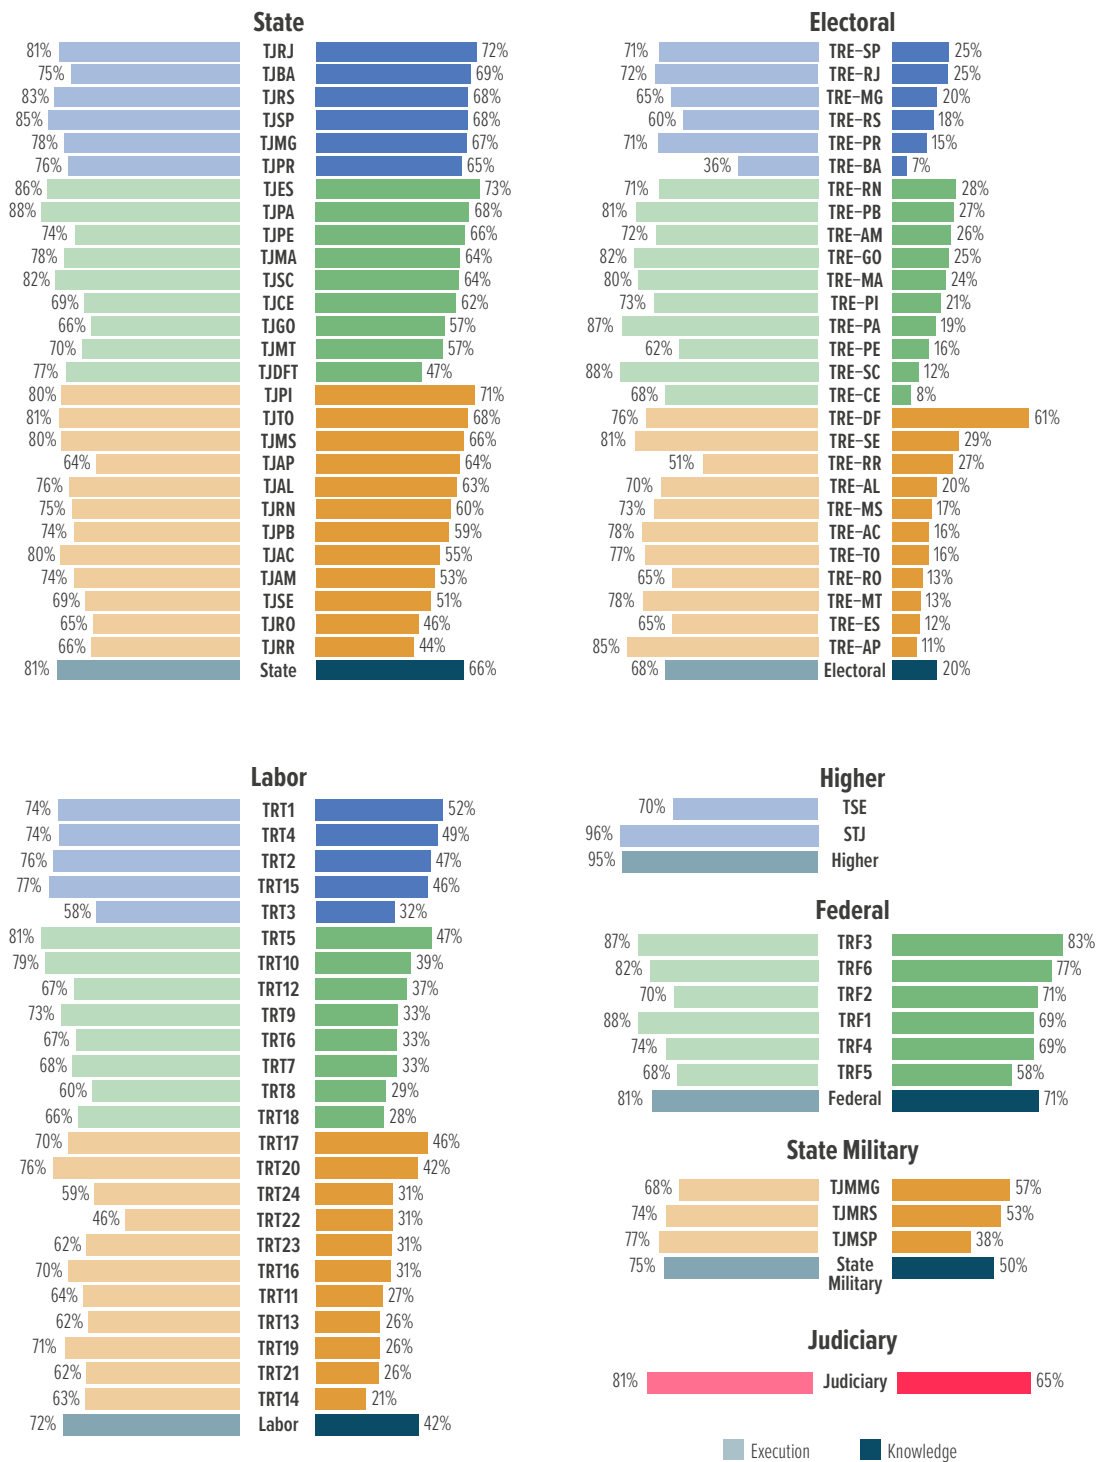 State
81% TJRJ 72%
75% TJBA 69%
83% TJRS 68%
85% TJSP 68%
78% TJMG 67%
76% TJPR 65%
86% TJES 73%
88% TJPA 68%
74% TJPE 66%
78% TJMA 64%
82% TJSC 64%
69% TJCE 62%
66% TJGO 57%
70% TJMT 57%
77% TJDFT 47%
80% TJPI 71%
81% TJTO 68%
80% TJMS 66%
64% TJAP 64%
76% TJAL 63%
75% TJRN 60%
74% TJPB 59%
80% TJAC 55%
74% TJAM 53%
69% TJSE 51%
65% TJRO 46%
66% TJRR 44%
81% State 66%
Electoral
71% TRE-SP 25%
72% TRE-RJ 25%
65% TRE-MG 20%
60% TRE-RS 18%
71% TRE-PR 15%
36% TRE-BA 7%
71% TRE-RN 28%
81% TRE-PB 27%
72% TRE-AM 26%
82% TRE-GO 25%
80% TRE-MA 24%
73% TRE-PI 21%
87% TRE-PA 19%
62% TRE-PE 16%
88% TRE-SC 12%
68% TRE-CE 8%
76% TRE-DF 61%
81% TRE-SE 29%
51% TRE-RR 27%
70% TRE-AL 20%
73% TRE-MS 17%
78% TRE-AC 16%
77% TRE-TO 16%
65% TRE-RO 13%
78% TRE-MT 13%
65% TRE-ES 12%
85% TRE-AP 11%
68% Electoral 20%
Labor
74% TRT1 52%
74% TRT4 49%
76% TRT2 47%
77% TRT15 46%
58% TRT3 32%
81% TRT5 47%
79% TRT10 39%
67% TRT12 37%
73% TRT9 33%
67% TRT6 33%
68% TRT7 33%
60% TRT8 29%
66% TRT18 28%
70% TRT17 46%
76% TRT20 42%
59% TRT24 31%
46% TRT22 31%
62% TRT23 31%
70% TRT16 31%
64% TRT11 27%
62% TRT13 26%
71% TRT19 26%
62% TRT21 26%
63% TRT14 21%
72% Labor 42%
Higher
70% TSE
96% STJ
95% Higher
Federal
87% TRF3 83%
82% TRF6 77%
70% TRF2 71%
88% TRF1 69%
74% TRF4 69%
68% TRF5 58%
81% Federal 71%
State Military
68% TJMMG 57%
74% TJMRS 53%
77% TJMSP 38%
75% State 50%
Military
Judiciary
81% Judiciary 65%
Execution Knowledge